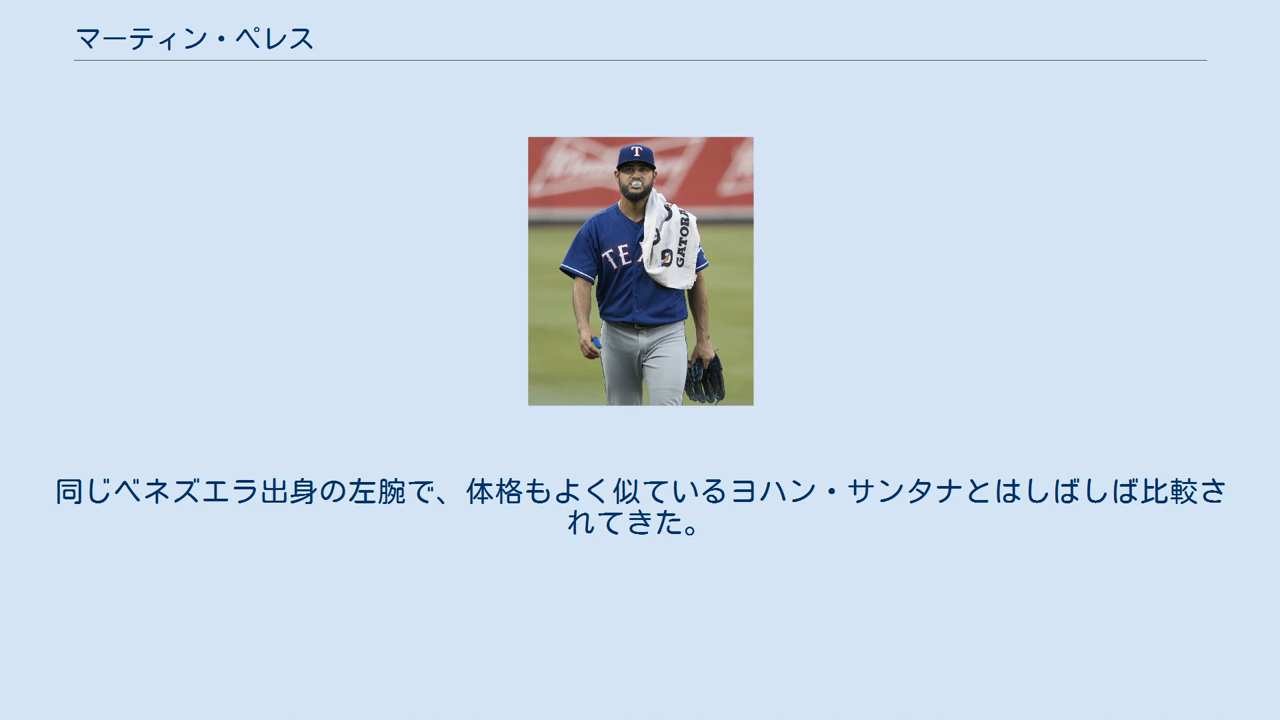 マーティン・ペレス
T
TE
GATOR
同じベネズエラ出身の左腕で、体格もよく似ているヨハン・サンタナとはしばしば比較さ
れてきた。